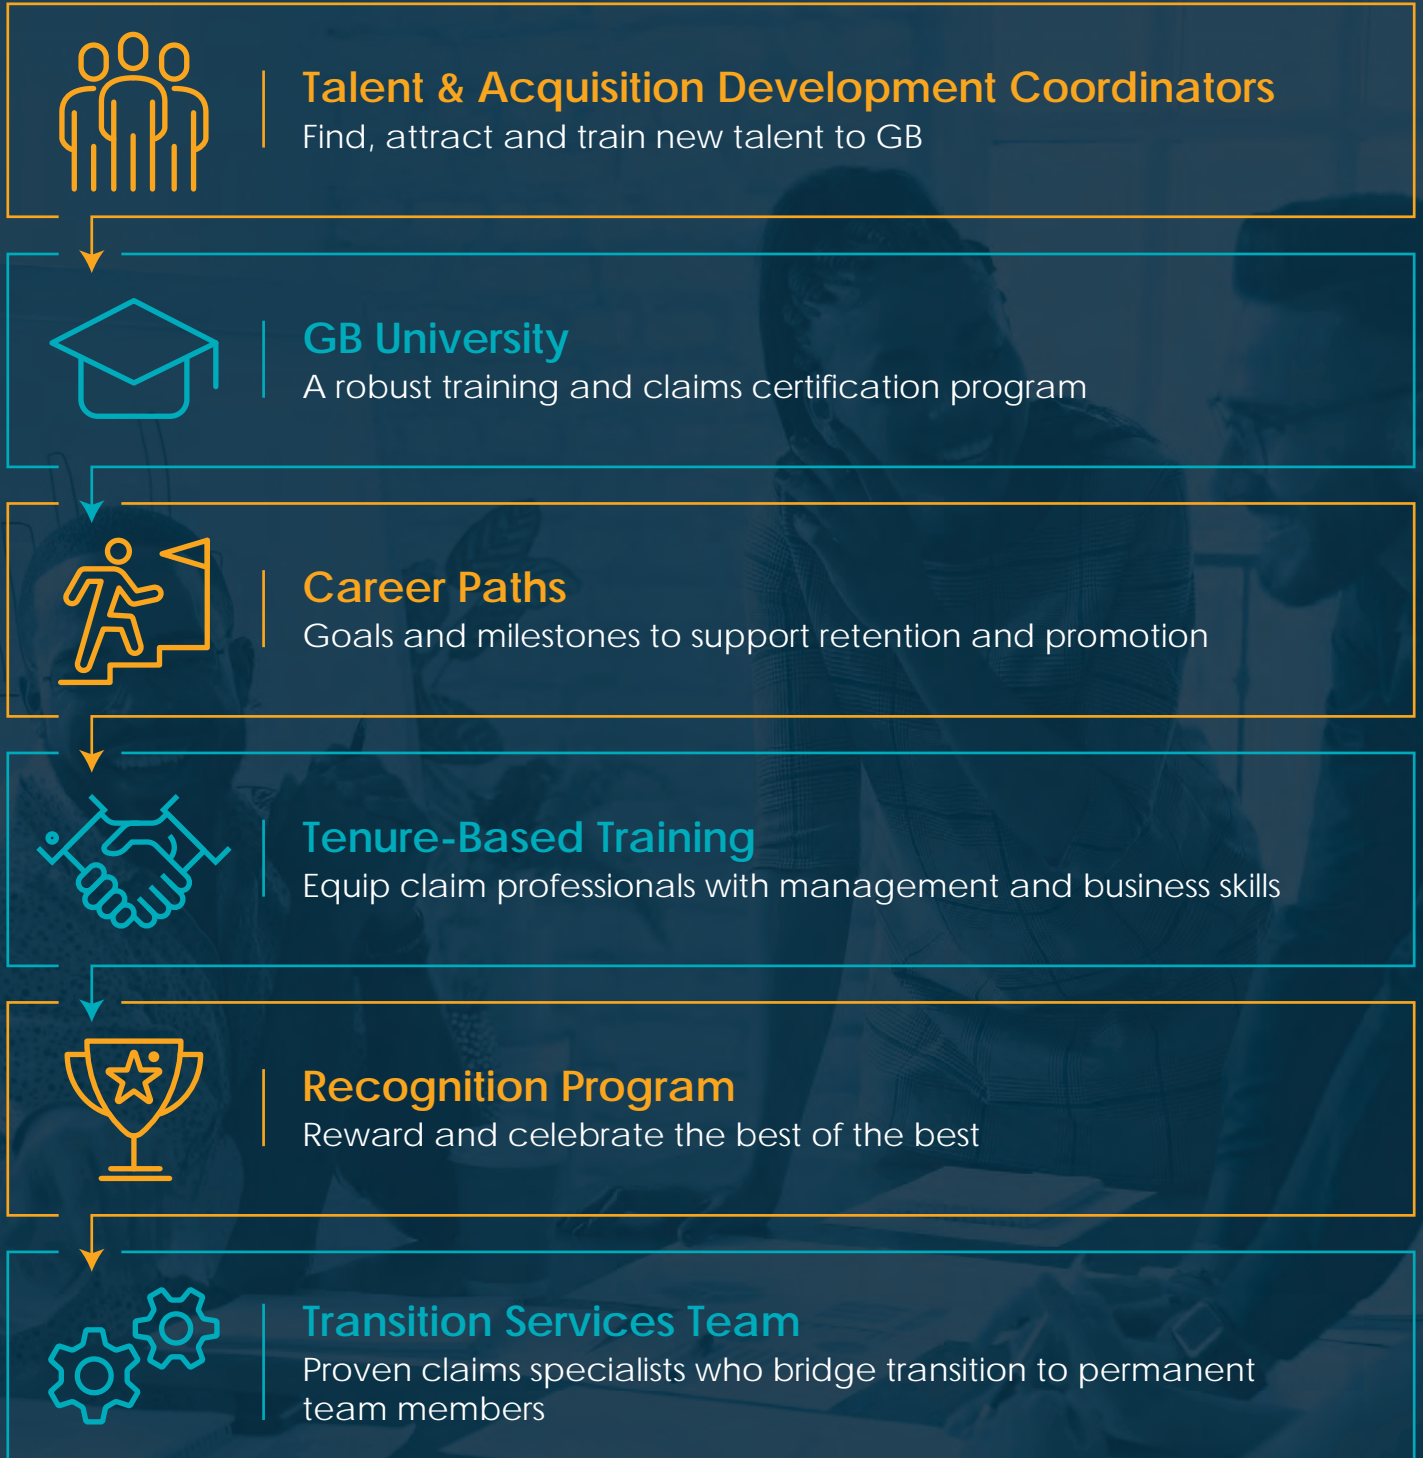 Talent & Acquisition Development Coordinators
Find, attract and train new talent to GB
GB University
A robust training and claims certification program
Career Paths
Goals and milestones to support retention and promotion
Tenure-Based Training
Equip claim professionals with management and business skills
Recognition Program
Reward and celebrate the best of the best
Transition Services Team
Proven claims specialists who bridge transition to permanent
team members